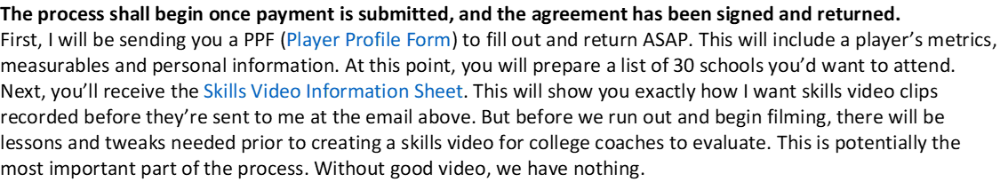 The process shall begin once payment is submitted, and the agreement has been signed and returned.
First, I will be sending you a PPF (Player Profile Form) to fill out and return ASAP. This will include a player’s metrics,
measurables and personal information. At this point, you will prepare a list of 30 schools you’d want to attend.
Next, you’ll receive the Skills Video Information Sheet. This will show you exactly how I want skills video clips
recorded before they’re sent to me at the email above. But before we run out and begin filming, there will be
lessons and tweaks needed prior to creating a skills video for college coaches to evaluate. This is potentially the
most important part of the process. Without good video, we have nothing.